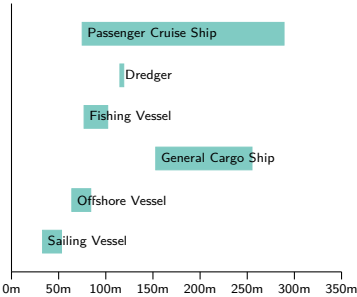 Passenger Cruise Ship
Dredger
Fishing Vessel
General Cargo Ship
Offshore Vessel
Sailing Vessel
0m 50m 100m 150m 200m 250m 300m 350m